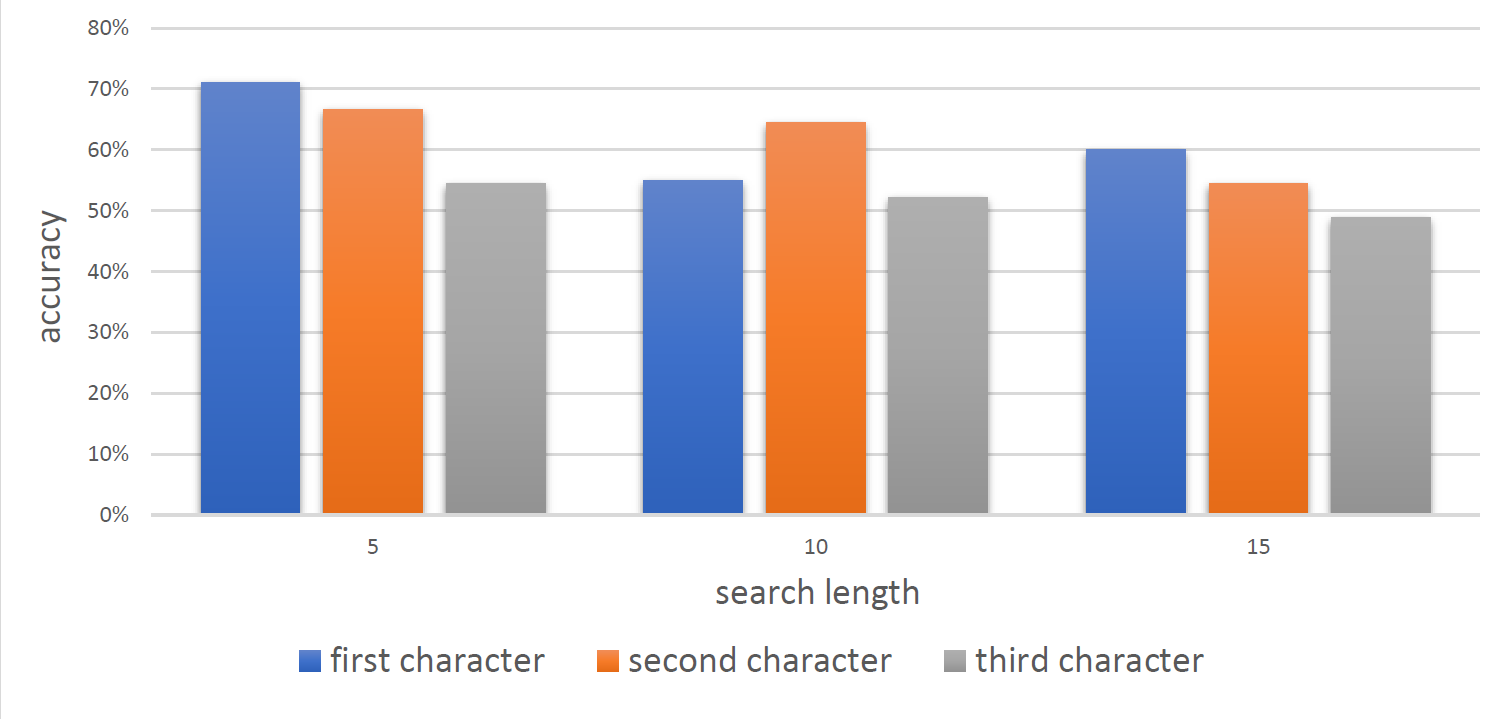 80%
70%
60%
50%
40%
30%
20%
10%
0%
accuracy
5 10 15
search length
first character second character third character